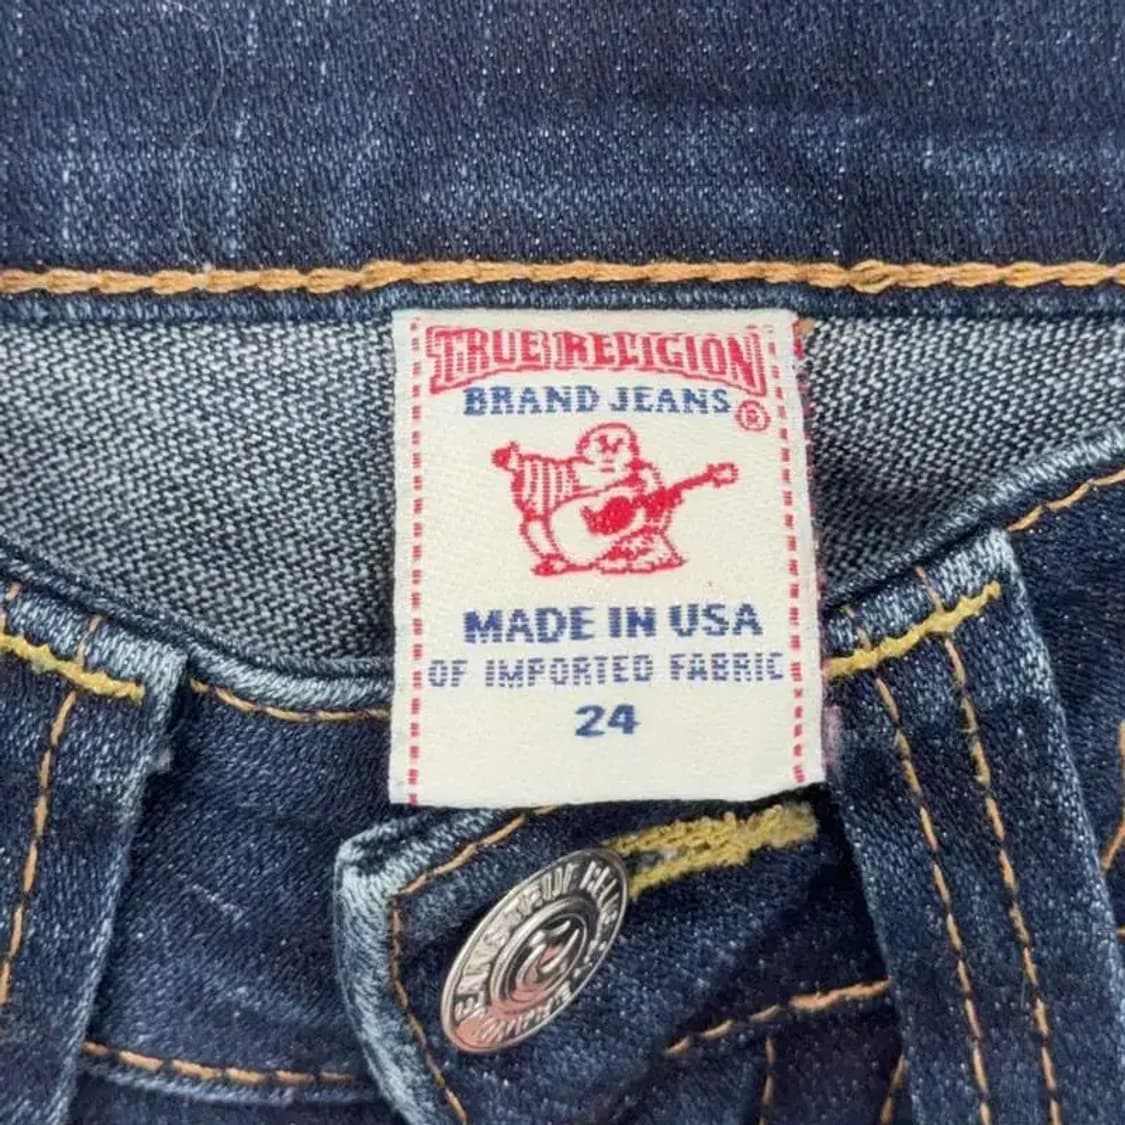 TRUE RELIGION
BRAND JEANS ®
MADE IN USA
OF IMPORTED FABRIC
24